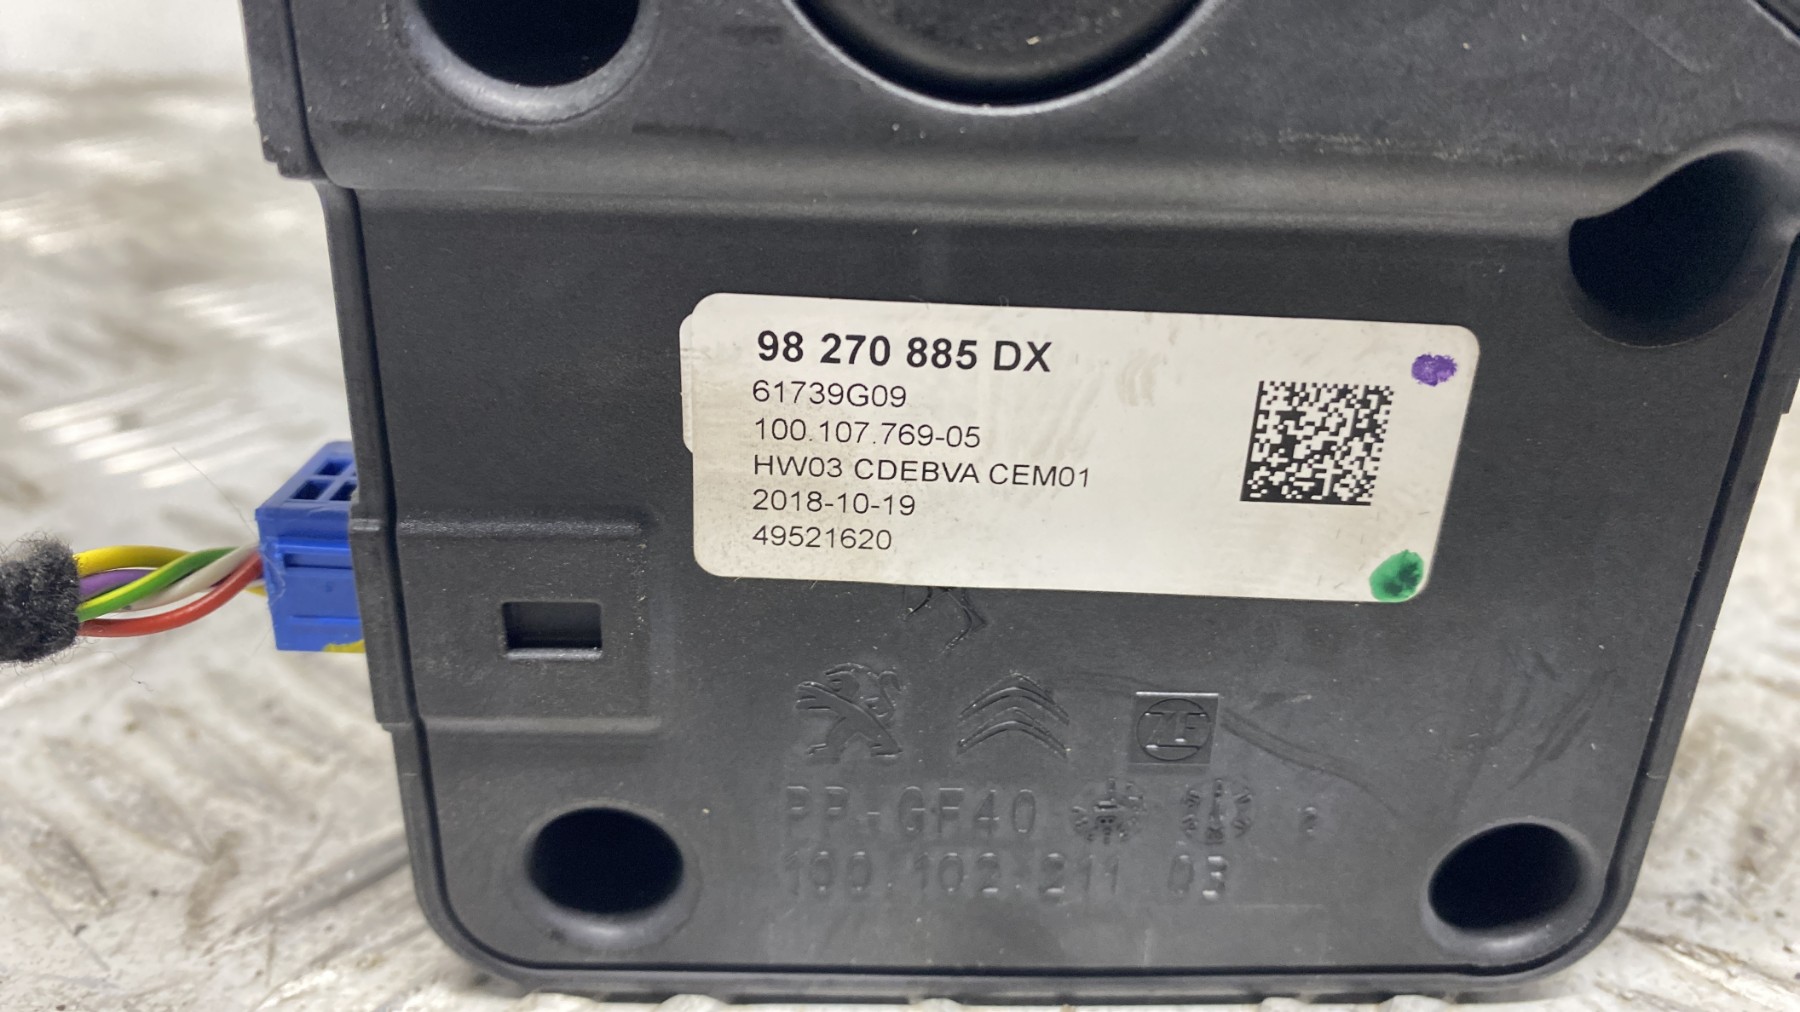 98 270 885 DX
61739G09
100.107.769-05
HW03 CDEBVA CEM01
2018-10-19
49521620
ZF
PP-GF40
100.102.211 03